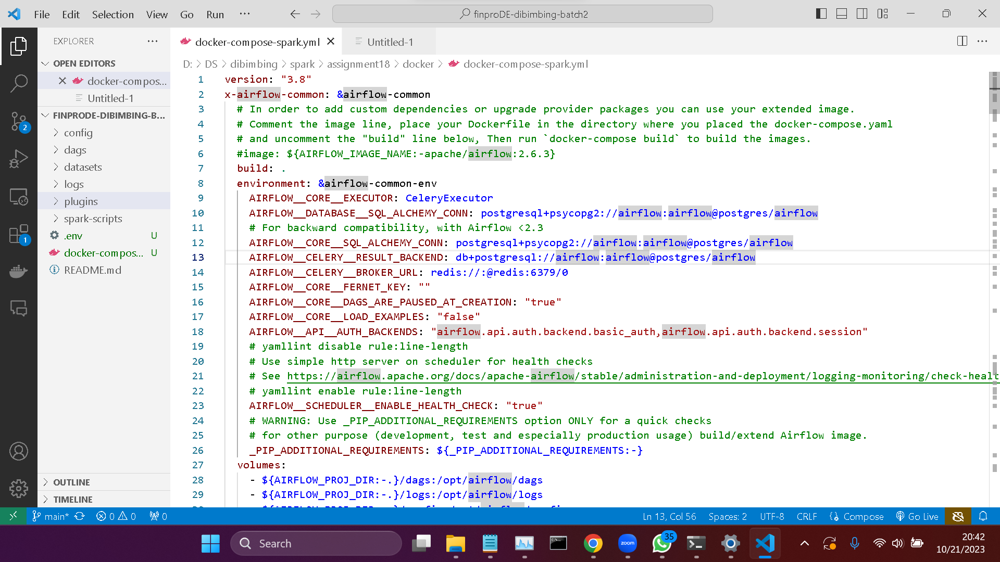 File Edit Selection View Go Run ··· finproDE-dibimbing-batch2
EXPLORER ···
OPEN EDITORS
docker-compos...
Untitled-1
FINPRODE-DIBIMBING-B...
config
dags
datasets
logs
plugins
spark-scripts
.env U
docker-compos... U
README.md
OUTLINE
TIMELINE
2
1
docker-compose-spark.yml Untitled-1 ···
D: > DS > dibimbing > spark > assignment18 > docker > docker-compose-spark.yml
1 version: "3.8"
2 x-airflow-common: &airflow-common
3 # In order to add custom dependencies or upgrade provider packages you can use your extended image.
4 # Comment the image line, place your Dockerfile in the directory where you placed the docker-compose.yaml
5 # and uncomment the "build" line below, Then run `docker-compose build` to build the images.
6 #image: ${AIRFLOW_IMAGE_NAME:-apache/airflow:2.6.3}
7 build: .
8 environment: &airflow-common-env
9 AIRFLOW__CORE__EXECUTOR: CeleryExecutor
10 AIRFLOW__DATABASE__SQL_ALCHEMY_CONN: postgresql+psycopg2://airflow:airflow@postgres/airflow
11 # For backward compatibility, with Airflow <2.3
12 AIRFLOW__CORE__SQL_ALCHEMY_CONN: postgresql+psycopg2://airflow:airflow@postgres/airflow
13 AIRFLOW__CELERY__RESULT_BACKEND: db+postgresql://airflow:airflow@postgres/airflow
14 AIRFLOW__CELERY__BROKER_URL: redis://:@redis:6379/0
15 AIRFLOW__CORE__FERNET_KEY: ""
16 AIRFLOW__CORE__DAGS_ARE_PAUSED_AT_CREATION: "true"
17 AIRFLOW__CORE__LOAD_EXAMPLES: "false"
18 AIRFLOW__API__AUTH_BACKENDS: "airflow.api.auth.backend.basic_auth,airflow.api.auth.backend.session"
19 # yamllint disable rule:line-length
20 # Use simple http server on scheduler for health checks
21 # See https://airflow.apache.org/docs/apache-airflow/stable/administration-and-deployment/logging-monitoring/check-healt
22 # yamllint enable rule:line-length
23 AIRFLOW__SCHEDULER__ENABLE_HEALTH_CHECK: "true"
24 # WARNING: Use _PIP_ADDITIONAL_REQUIREMENTS option ONLY for a quick checks
25 # for other purpose (development, test and especially production usage) build/extend Airflow image.
26 _PIP_ADDITIONAL_REQUIREMENTS: ${_PIP_ADDITIONAL_REQUIREMENTS:-}
27 volumes:
28 - ${AIRFLOW_PROJ_DIR:-.}/dags:/opt/airflow/dags
29 - ${AIRFLOW_PROJ_DIR:-.}/logs:/opt/airflow/logs
main* 0 0 0 Ln 13, Col 56 Spaces: 2 UTF-8 CRLF Compose Go Live
Search zoom 35 20:42
10/21/2023